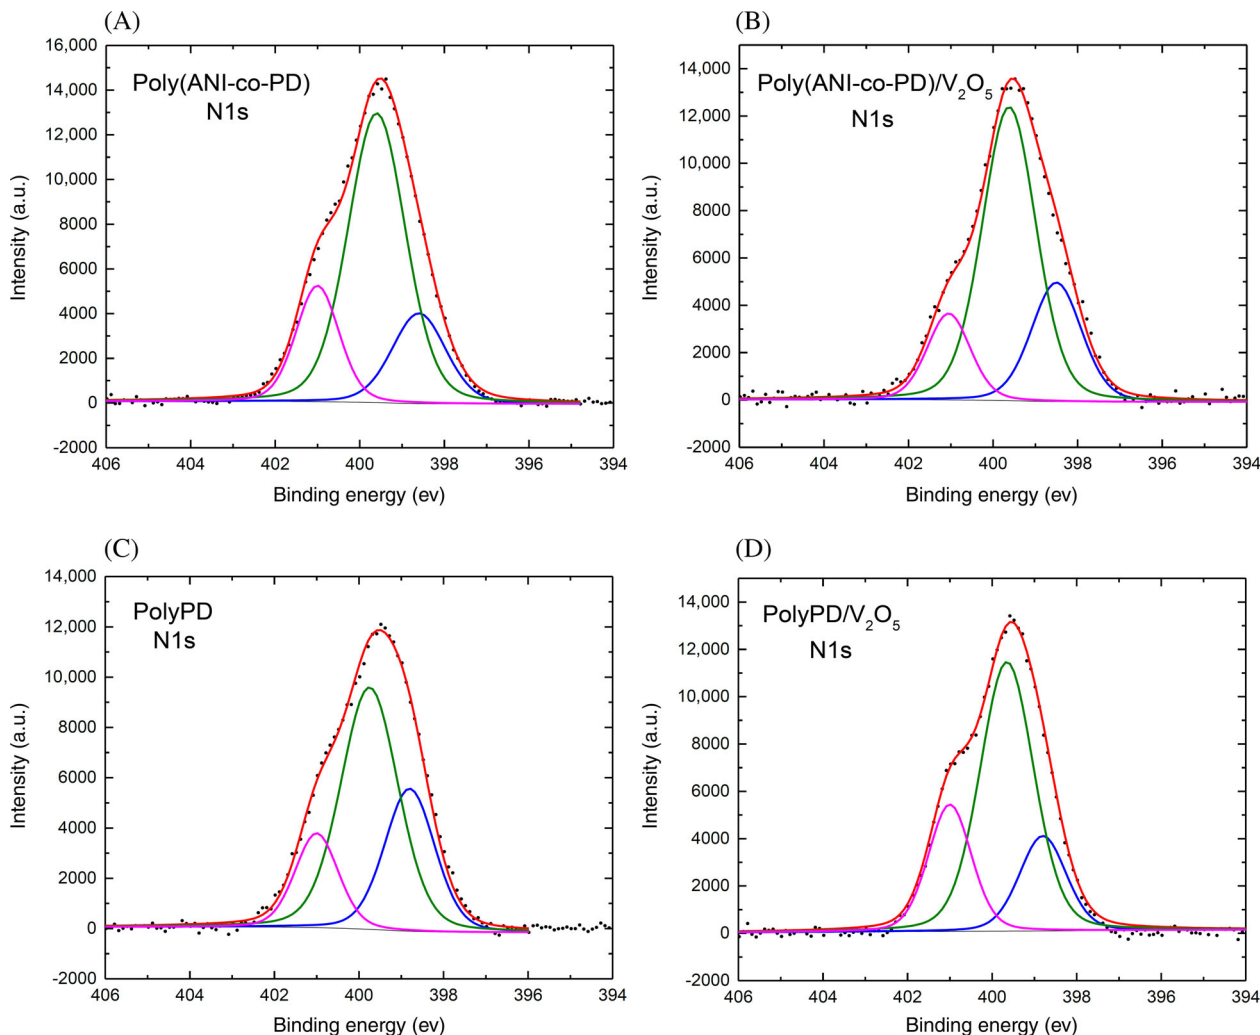 (A)
16,000
14,000
12,000
10,000
8000
6000
4000
2000
0
-2000
Intensity (a.u.)
Poly(ANI-co-PD)
N1s
406 404 402 400 398 396 394
Binding energy (ev)
(B)
14,000
12,000
10,000
8000
6000
4000
2000
0
-2000
Intensity (a.u.)
Poly(ANI-co-PD)/V₂O₅
N1s
406 404 402 400 398 396 394
Binding energy (ev)
(C)
14,000
12,000
10,000
8000
6000
4000
2000
0
-2000
Intensity (a.u.)
PolyPD
N1s
406 404 402 400 398 396 394
Binding energy (ev)
(D)
14,000
12,000
10,000
8000
6000
4000
2000
0
-2000
Intensity (a.u.)
PolyPD/V₂O₅
N1s
406 404 402 400 398 396 394
Binding energy (ev)